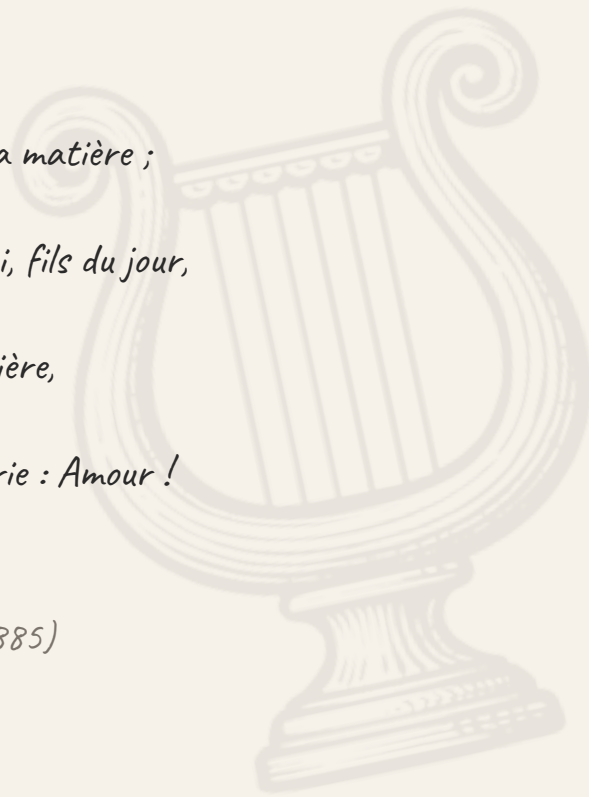 a matière ;
i, fils du jour,
ière,
rie : Amour !
885)